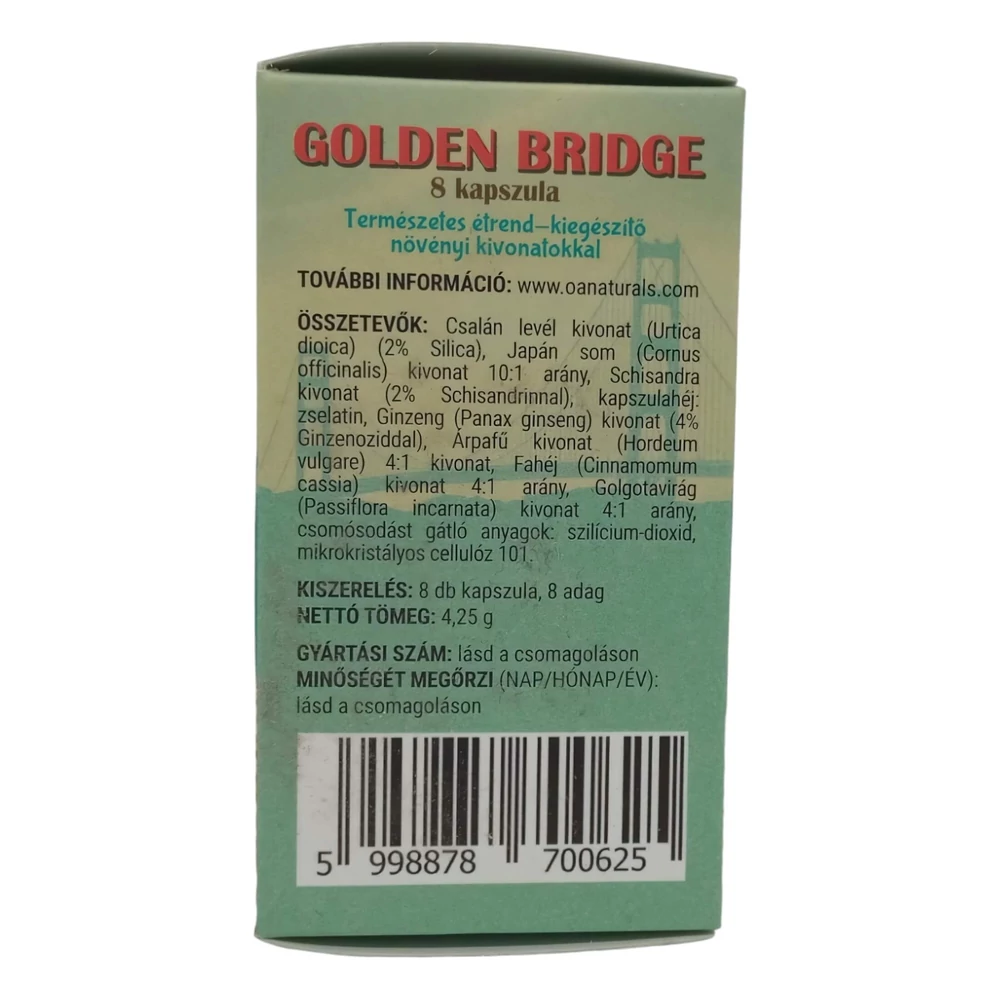 GOLDEN BRIDGE
8 kapszula
Természetes étrend–kiegészítő
növényi kivonatokkal
TOVÁBBI INFORMÁCIÓ: www.oanaturals.com
ÖSSZETEVŐK: Csalán levél kivonat (Urtica
dioica) (2% Silica), Japán som (Cornus
officinalis) kivonat 10:1 arány, Schisandra
kivonat (2% Schisandrinnal), kapszulahéj:
zselatin, Ginzeng (Panax ginseng) kivonat (4%
Ginzenoziddal), Árpafű kivonat (Hordeum
vulgare) 4:1 kivonat, Fahéj (Cinnamomum
cassia) kivonat 4:1 arány, Golgotavirág
(Passiflora incarnata) kivonat 4:1 arány,
csomósodást gátló anyagok: szilícium-dioxid,
mikrokristályos cellulóz 101.
KISZERELÉS: 8 db kapszula, 8 adag
NETTÓ TÖMEG: 4,25 g
GYÁRTÁSI SZÁM: lásd a csomagoláson
MINŐSÉGÉT MEGŐRZI (NAP/HÓNAP/ÉV):
lásd a csomagoláson
5 998878 700625